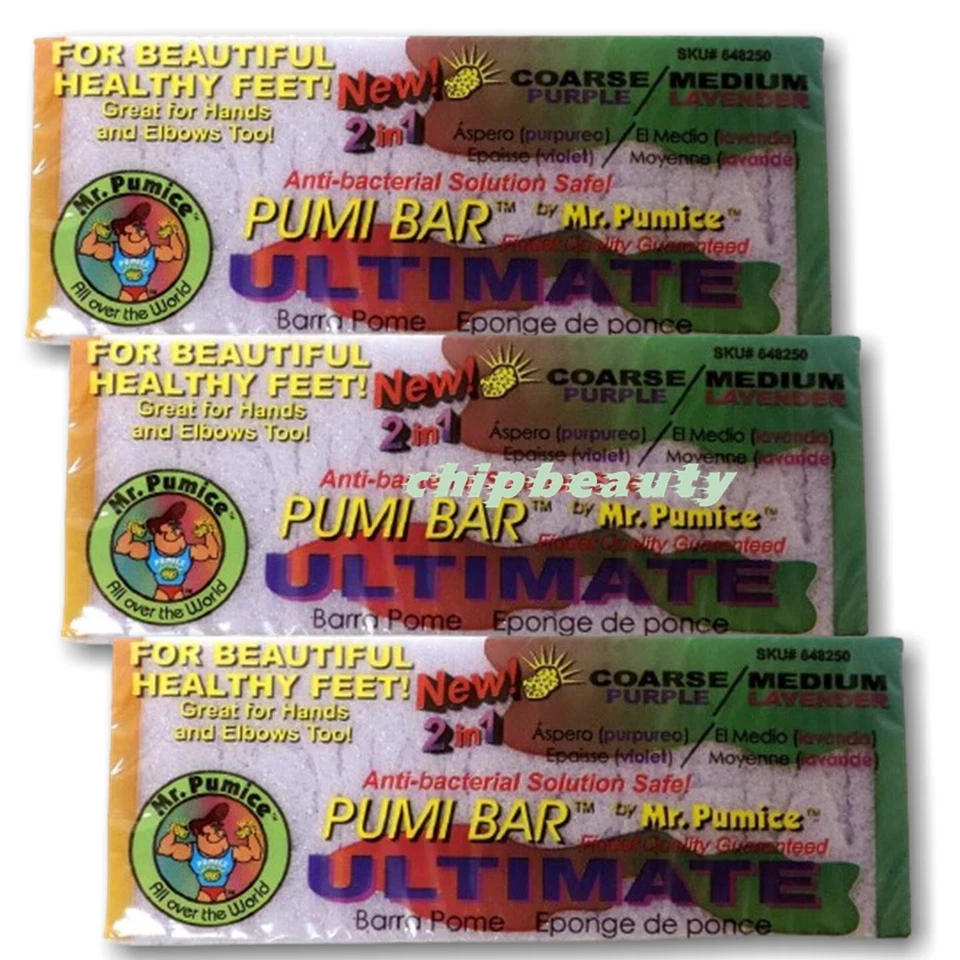 FOR BEAUTIFUL
HEALTHY FEET!
Great for Hands
and Elbows Too!
New!
2 in 1
SKU# 648250
COARSE / MEDIUM
PURPLE LAVENDER
Áspero (purpureo) / El Medio (lavanda)
Epaisse (violet) / Moyenne (lavande)
Anti-bacterial Solution Safe!
PUMI BAR™ by Mr. Pumice™
Finest Quality Guaranteed
ULTIMATE
Barra Pome Eponge de ponce
Mr. Pumice™
PUMICE
All over the World
FOR BEAUTIFUL
HEALTHY FEET!
Great for Hands
and Elbows Too!
New!
2 in 1
SKU# 648250
COARSE / MEDIUM
PURPLE LAVENDER
Áspero (purpureo) / El Medio (lavanda)
Epaisse (violet) / Moyenne (lavande)
Anti-ba
chipbeauty
PUMI BAR™ by Mr. Pumice™
Finest Quality Guaranteed
ULTIMATE
Barra Pome Eponge de ponce
Mr. Pumice™
PUMICE
All over the World
FOR BEAUTIFUL
HEALTHY FEET!
Great for Hands
and Elbows Too!
New!
2 in 1
SKU# 648250
COARSE / MEDIUM
PURPLE LAVENDER
Áspero (purpureo) / El Medio (lavanda)
Epaisse (violet) / Moyenne (lavande)
Anti-bacterial Solution Safe!
PUMI BAR™ by Mr. Pumice™
Finest Quality Guaranteed
ULTIMATE
Barra Pome Eponge de ponce
Mr. Pumice™
PUMICE
All over the World